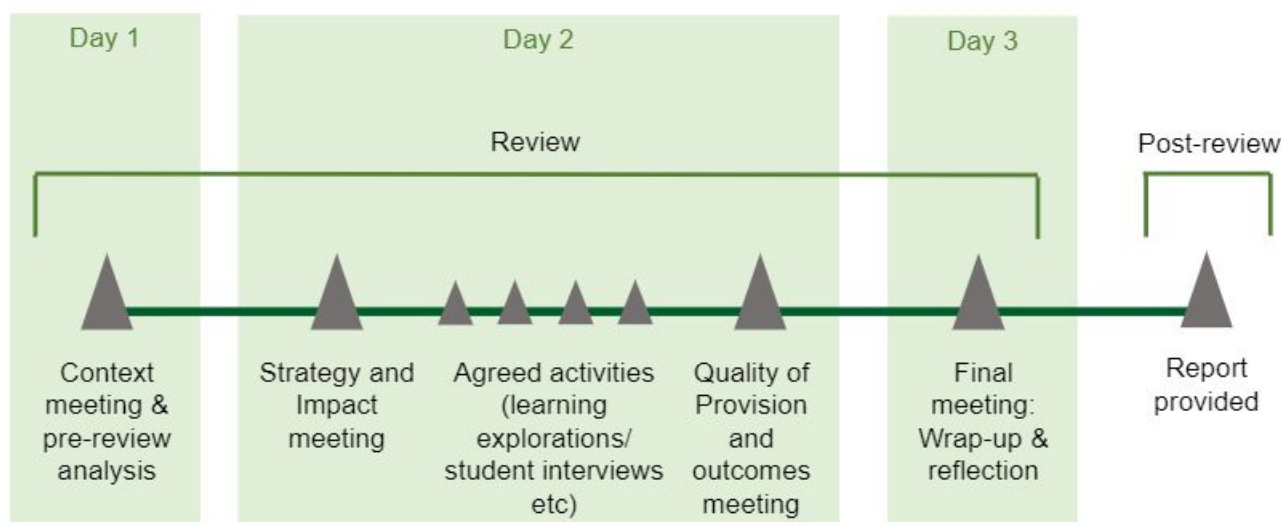 Day 1
Day 2
Day 3
Review
Post-review
Context
meeting &
pre-review
analysis
Strategy and
Impact
meeting
Agreed activities
(learning
explorations/
student interviews
etc)
Quality of
Provision
and
outcomes
meeting
Final
meeting:
Wrap-up &
reflection
Report
provided